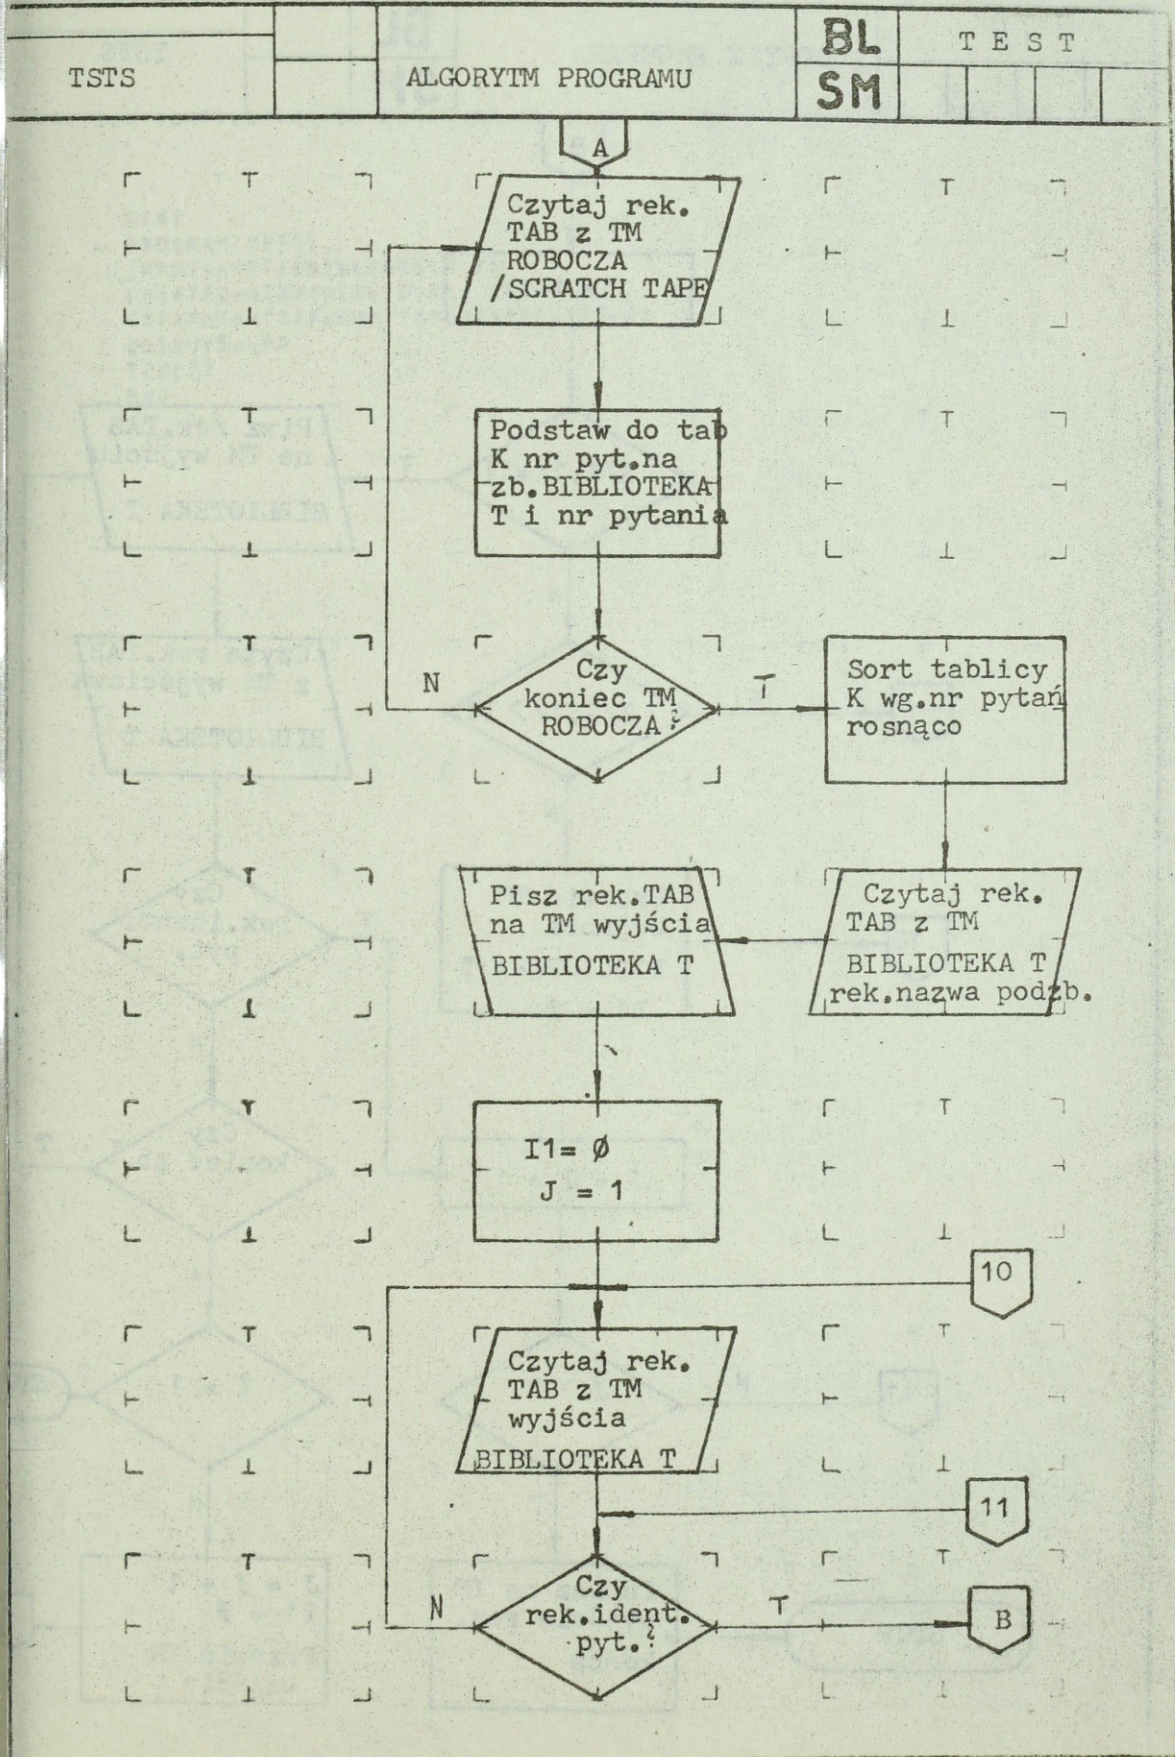 TSTS
ALGORYTM PROGRAMU
BL
SM
T E S T
A
Czytaj rek.
TAB z TM
ROBOCZA
/SCRATCH TAPE
Podstaw do tab
K nr pyt.na
zb.BIBLIOTEKA
T i nr pytania
Czy
koniec TM
ROBOCZA?
N
T
Sort tablicy
K wg.nr pytań
rosnąco
Czytaj rek.
TAB z TM
BIBLIOTEKA T
rek.nazwa podzb.
Pisz rek.TAB
na TM wyjścia
BIBLIOTEKA T
I1= Ø
J = 1
10
Czytaj rek.
TAB z TM
wyjścia
BIBLIOTEKA T
11
Czy
rek.ident.
pyt.?
N
T
B